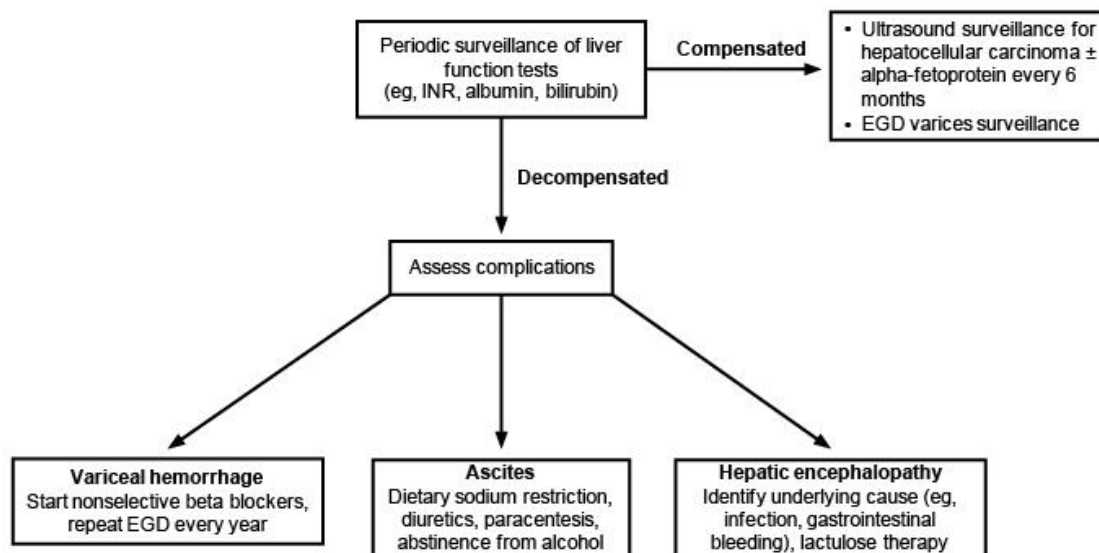 Periodic surveillance of liver
function tests
(eg, INR, albumin, bilirubin)
Compensated
• Ultrasound surveillance for
hepatocellular carcinoma ±
alpha-fetoprotein every 6
months
• EGD varices surveillance
Decompensated
Assess complications
Variceal hemorrhage
Start nonselective beta blockers,
repeat EGD every year
Ascites
Dietary sodium restriction,
diuretics, paracentesis,
abstinence from alcohol
Hepatic encephalopathy
Identify underlying cause (eg,
infection, gastrointestinal
bleeding), lactulose therapy